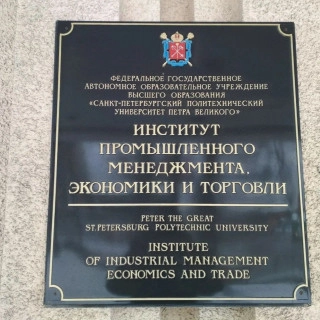 ФЕДЕРАЛЬНОЕ ГОСУДАРСТВЕННОЕ
АВТОНОМНОЕ ОБРАЗОВАТЕЛЬНОЕ УЧРЕЖДЕНИЕ
ВЫСШЕГО ОБРАЗОВАНИЯ
«САНКТ-ПЕТЕРБУРГСКИЙ ПОЛИТЕХНИЧЕСКИЙ
УНИВЕРСИТЕТ ПЕТРА ВЕЛИКОГО»
ИНСТИТУТ
ПРОМЫШЛЕННОГО
МЕНЕДЖМЕНТА,
ЭКОНОМИКИ И ТОРГОВЛИ
PETER THE GREAT
ST.PETERSBURG POLYTECHNIC UNIVERSITY
INSTITUTE
OF INDUSTRIAL MANAGEMENT
ECONOMICS AND TRADE